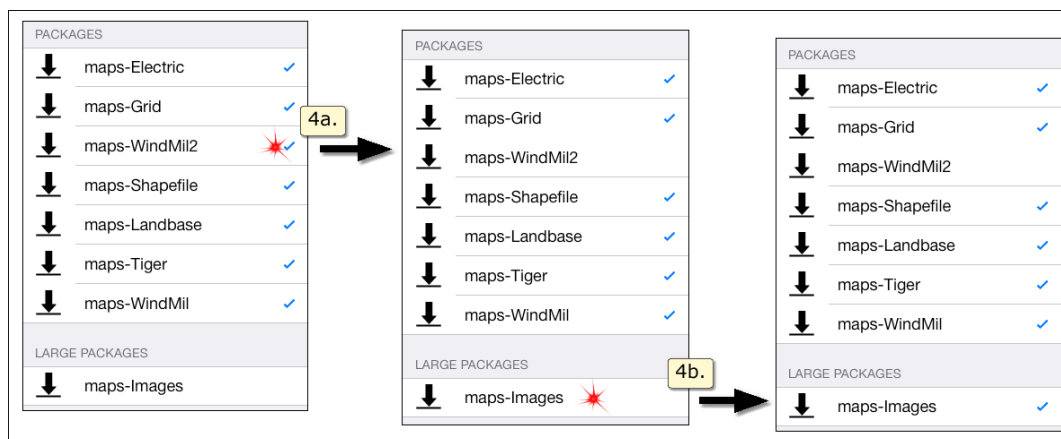 PACKAGES
maps-Electric
maps-Grid
maps-WindMil2
maps-Shapefile
maps-Landbase
maps-Tiger
maps-WindMil
LARGE PACKAGES
maps-Images
4a.
PACKAGES
maps-Electric
maps-Grid
maps-WindMil2
maps-Shapefile
maps-Landbase
maps-Tiger
maps-WindMil
LARGE PACKAGES
maps-Images
4b.
PACKAGES
maps-Electric
maps-Grid
maps-WindMil2
maps-Shapefile
maps-Landbase
maps-Tiger
maps-WindMil
LARGE PACKAGES
maps-Images